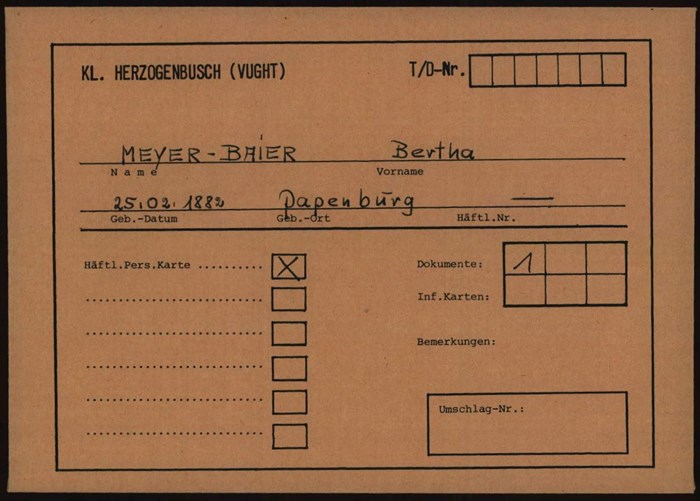 KL. HERZOGENBUSCH (VUGHT) T/D-Nr.
MEYER-BAIER Bertha
Name Vorname
25.02.1882 Papenburg —
Geb.-Datum Geb.-Ort Häftl.Nr.
Häftl.Pers.Karte .......... X Dokumente: 1
Inf.Karten:
Bemerkungen:
Umschlag-Nr.: